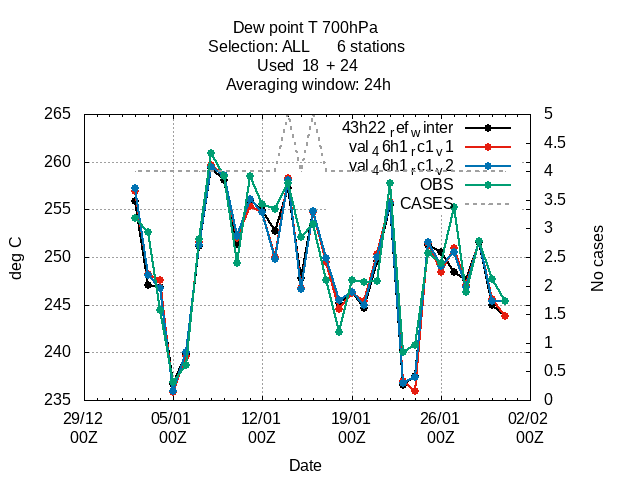 Dew point T 700hPa
Selection: ALL      6 stations
Used  18  + 24
Averaging window: 24h
265
260
255
250
245
240
235
5
4.5
4
3.5
3
2.5
2
1.5
1
0.5
0
deg C
No cases
43h22_ref_winter
val_46h1_rc1_v1
val_46h1_rc1_v2
OBS
CASES
29/12 05/01 12/01 19/01 26/01 02/02
00Z 00Z 00Z 00Z 00Z 00Z
Date